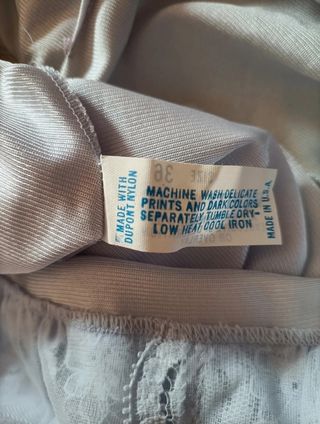 SIZE 36
MADE WITH
DUPONT NYLON
MACHINE WASH DELICATE
PRINTS AND DARK COLORS
SEPARATELY TUMBLE DRY-
LOW HEAT COOL IRON
MADE IN U.S.A